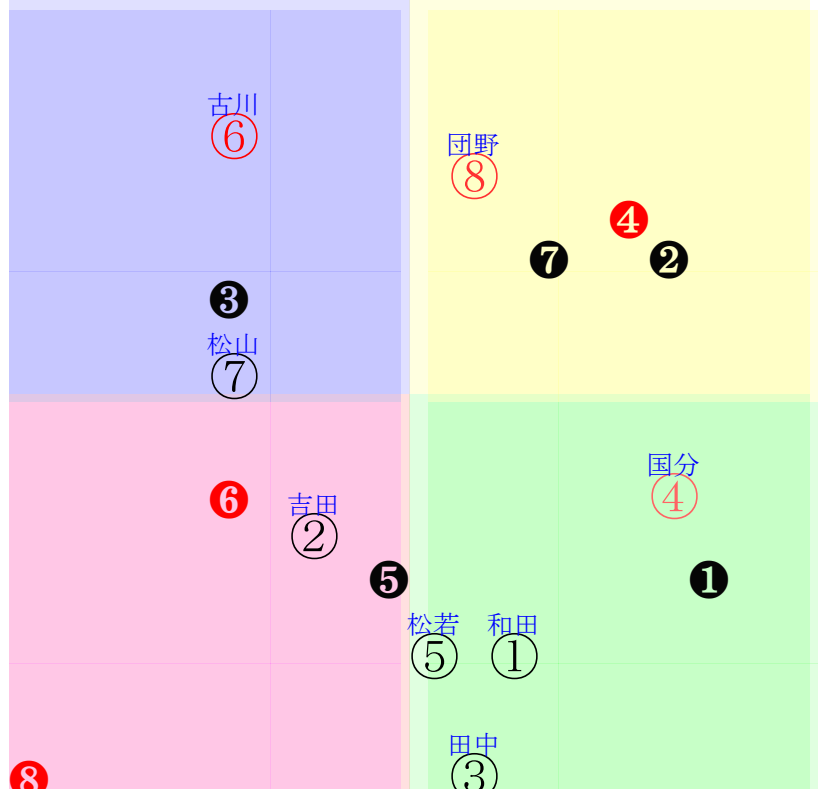 古川
⑥
団野
⑧
❹
❼
❷
❸
松山
⑦
国分
④
❻
吉田
②
❺
❶
松若
⑤
和田
①
田中
③
❽